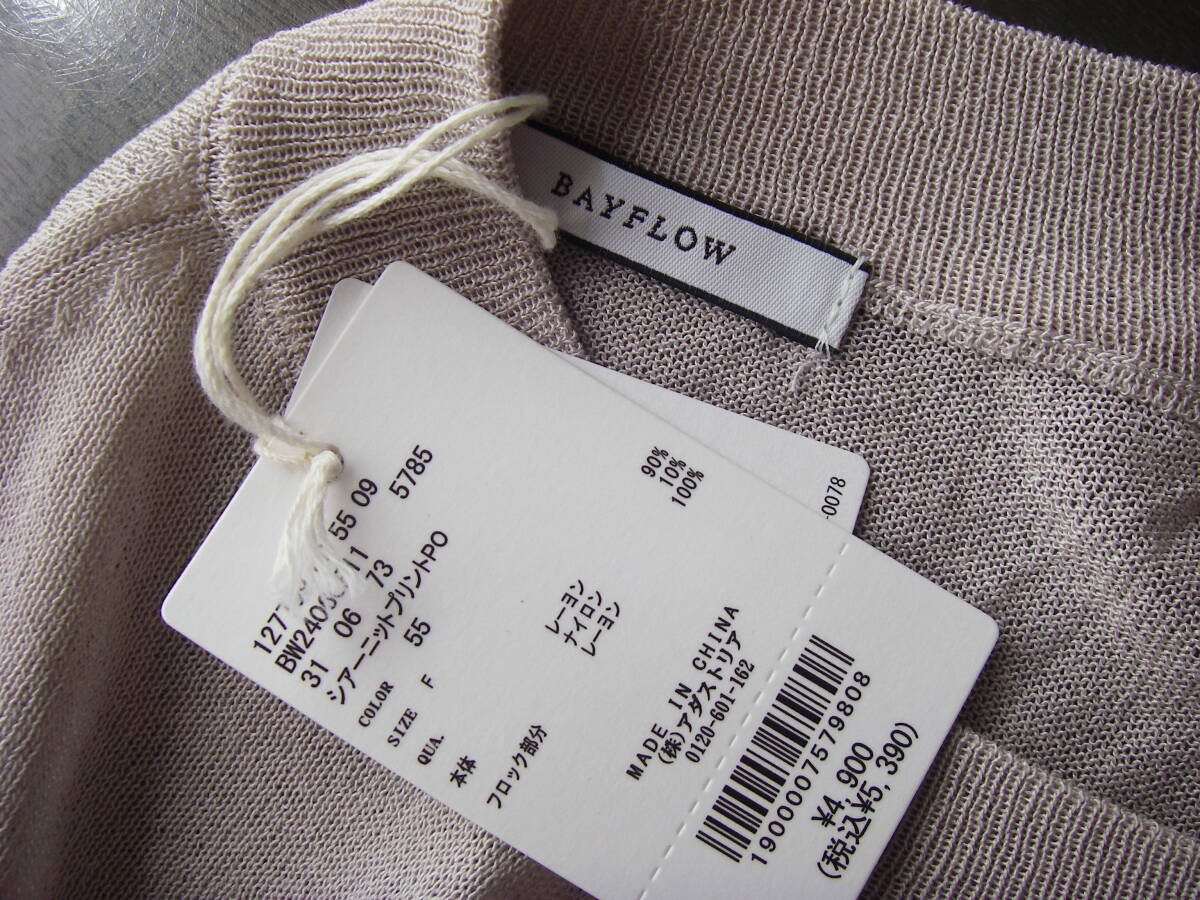 BAYFLOW
-0078
55 09
5785
31 06 73
シアーニットプリントPO
COLOR 55
SIZE F
QUA.
本体 レーヨン 90%
ナイロン 10%
フロック部分 レーヨン 100%
MADE IN CHINA
(株)アダストリア
0120-601-162
1900007579808
¥4,900
(税込¥5,390)